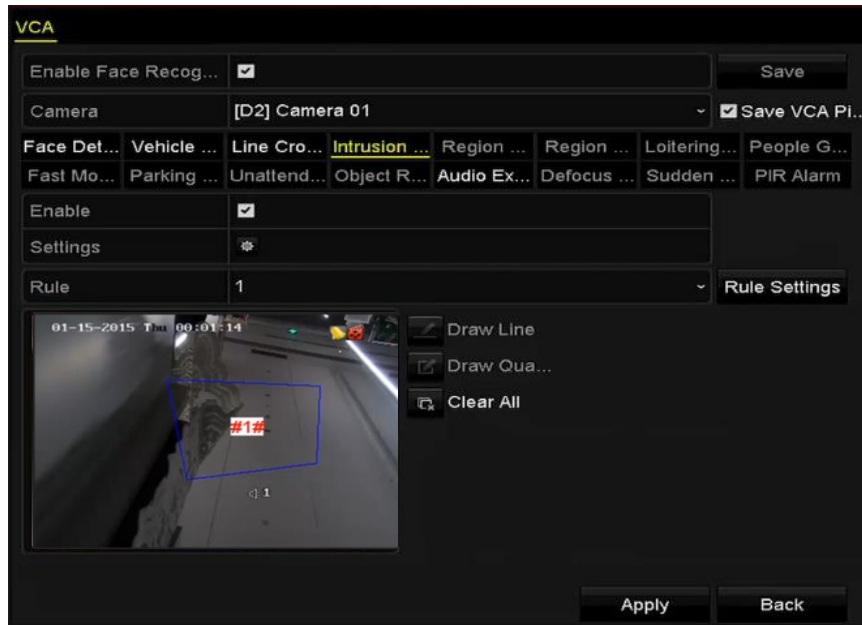 VCA
Enable Face Recog...
Save
Camera [D2] Camera 01
Save VCA Pi..
Face Det... Vehicle ... Line Cro... Intrusion ... Region ... Region ... Loitering... People G...
Fast Mo... Parking ... Unattend... Object R... Audio Ex... Defocus ... Sudden ... PIR Alarm
Enable
Settings
Rule 1
Rule Settings
01-15-2015 Thu 00:01:14
Draw Line
Draw Qua...
Clear All
#1#
1
Apply Back